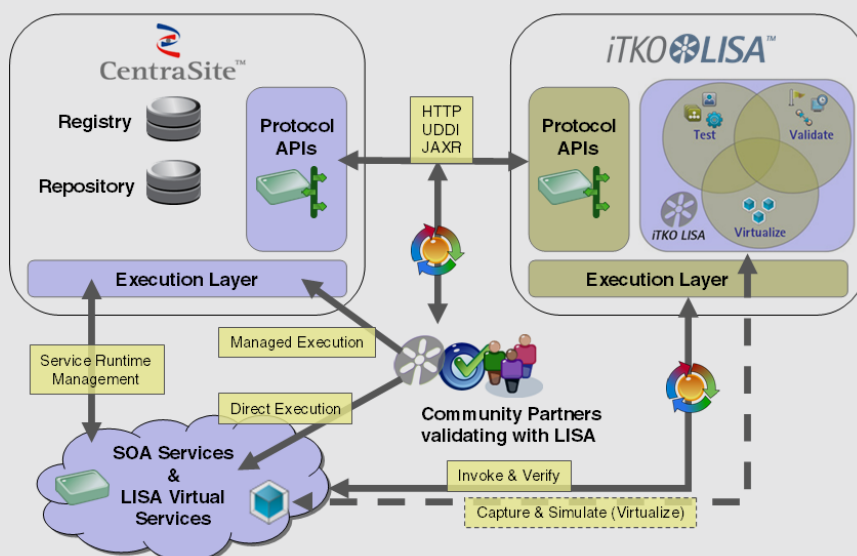 CentraSite™
iTKO LISA™
Registry
Repository
Protocol
APIs
HTTP
UDDI
JAXR
Protocol
APIs
Test
Validate
Virtualize
iTKO LISA
Execution Layer
Execution Layer
Service Runtime
Management
Managed Execution
Direct Execution
Community Partners
validating with LISA
SOA Services
&
LISA Virtual
Services
Invoke & Verify
Capture & Simulate (Virtualize)